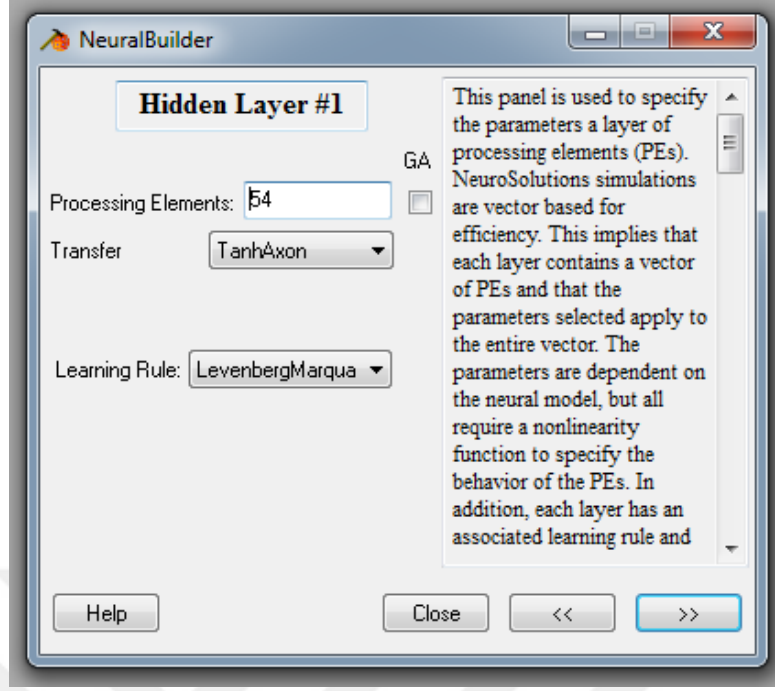 NeuralBuilder
Hidden Layer #1
GA
Processing Elements: 54
Transfer TanhAxon
Learning Rule: LevenbergMarqua
This panel is used to specify
the parameters a layer of
processing elements (PEs).
NeuroSolutions simulations
are vector based for
efficiency. This implies that
each layer contains a vector
of PEs and that the
parameters selected apply to
the entire vector. The
parameters are dependent on
the neural model, but all
require a nonlinearity
function to specify the
behavior of the PEs. In
addition, each layer has an
associated learning rule and
Help Close << >>